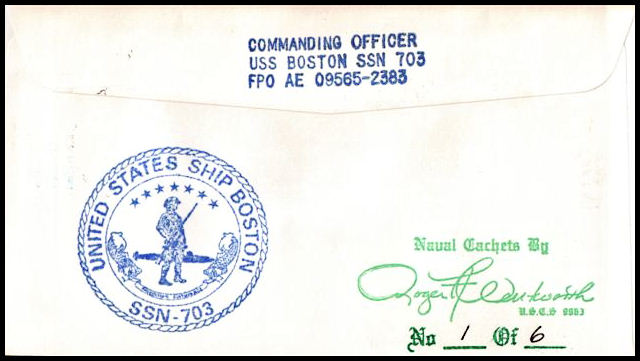 COMMANDING OFFICER
USS BOSTON SSN 703
FPO AE 09565-2383
UNITED STATES SHIP BOSTON
SSN-703
Naval Cachets By
Roger H. Wentworth
No 1 Of 6